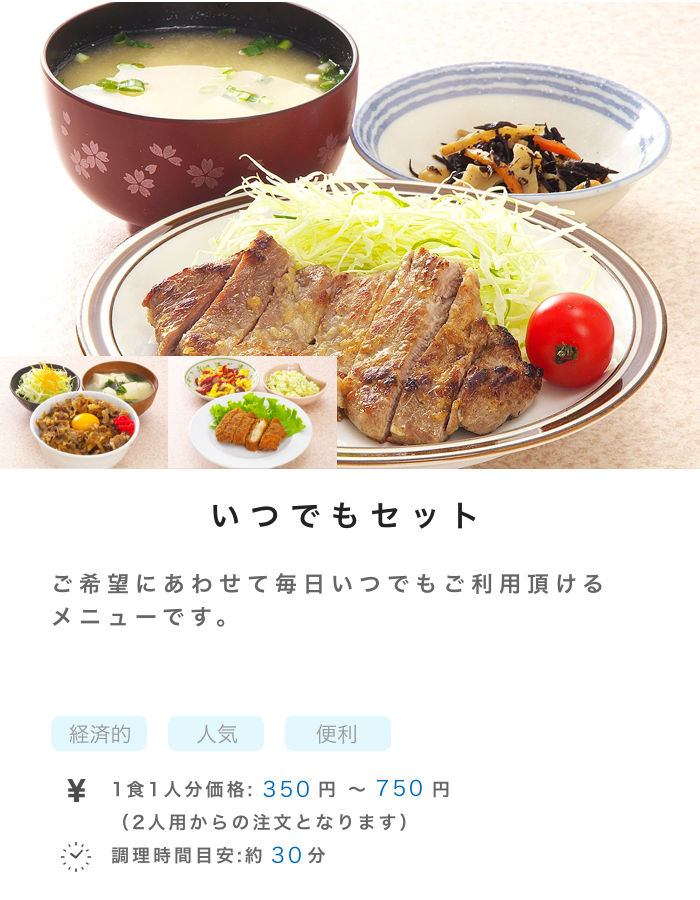 いつでもセット
ご希望にあわせて毎日いつでもご利用頂ける
メニューです。
経済的 人気 便利
¥ 1食1人分価格: 350 円 ～ 750 円
（2人用からの注文となります）
調理時間目安:約 30 分